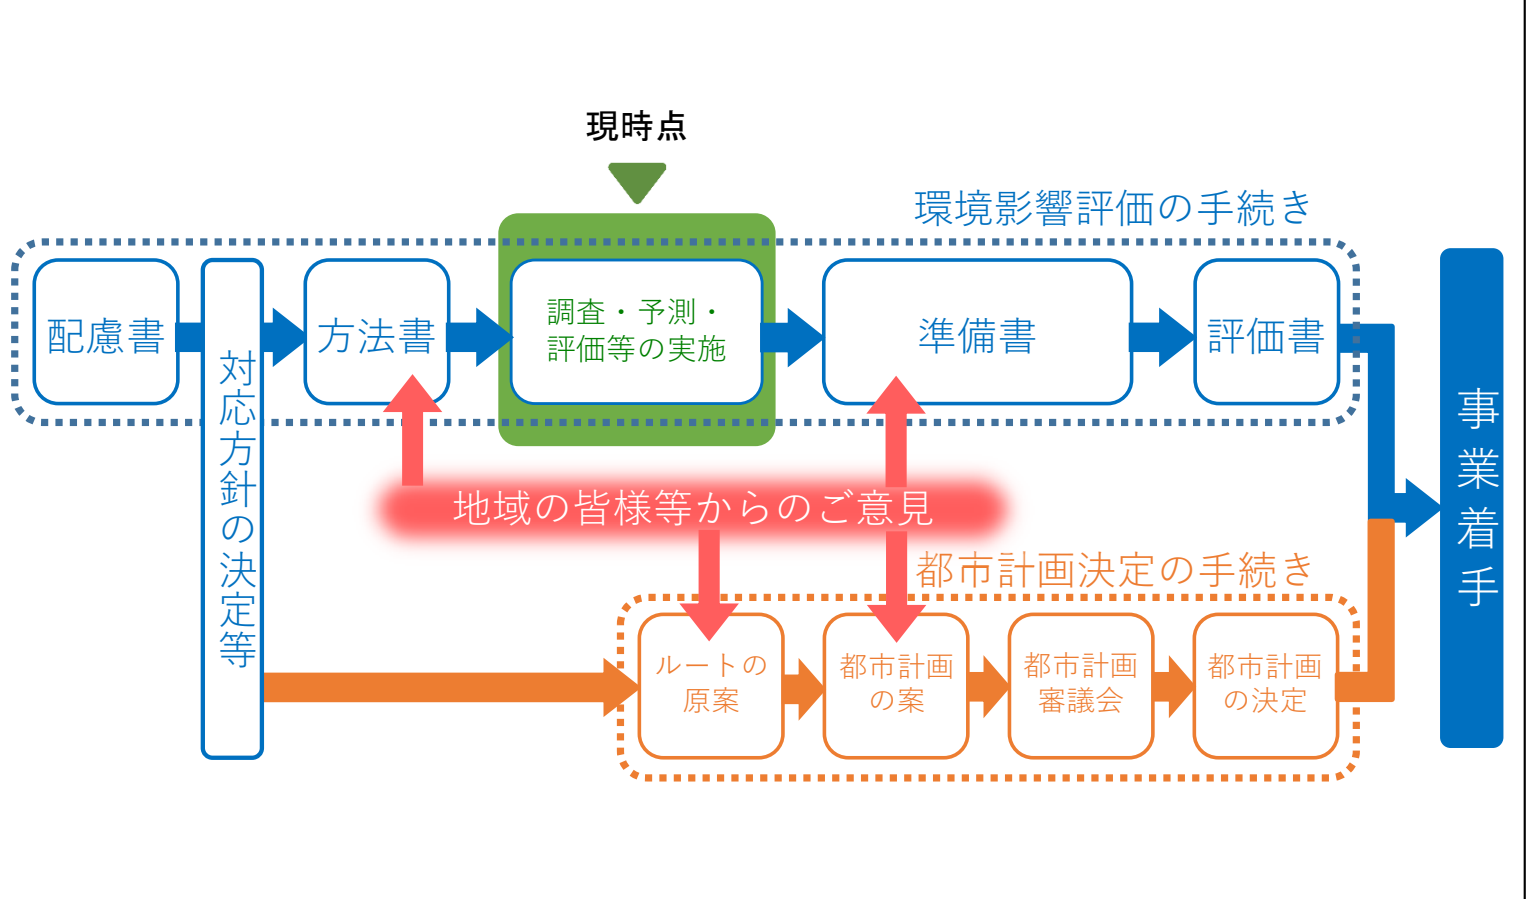 現時点
環境影響評価の手続き
配慮書
対応方針の決定等
方法書
調査・予測・
評価等の実施
準備書
評価書
事業着手
地域の皆様等からのご意見
都市計画決定の手続き
ルートの
原案
都市計画
の案
都市計画
審議会
都市計画
の決定